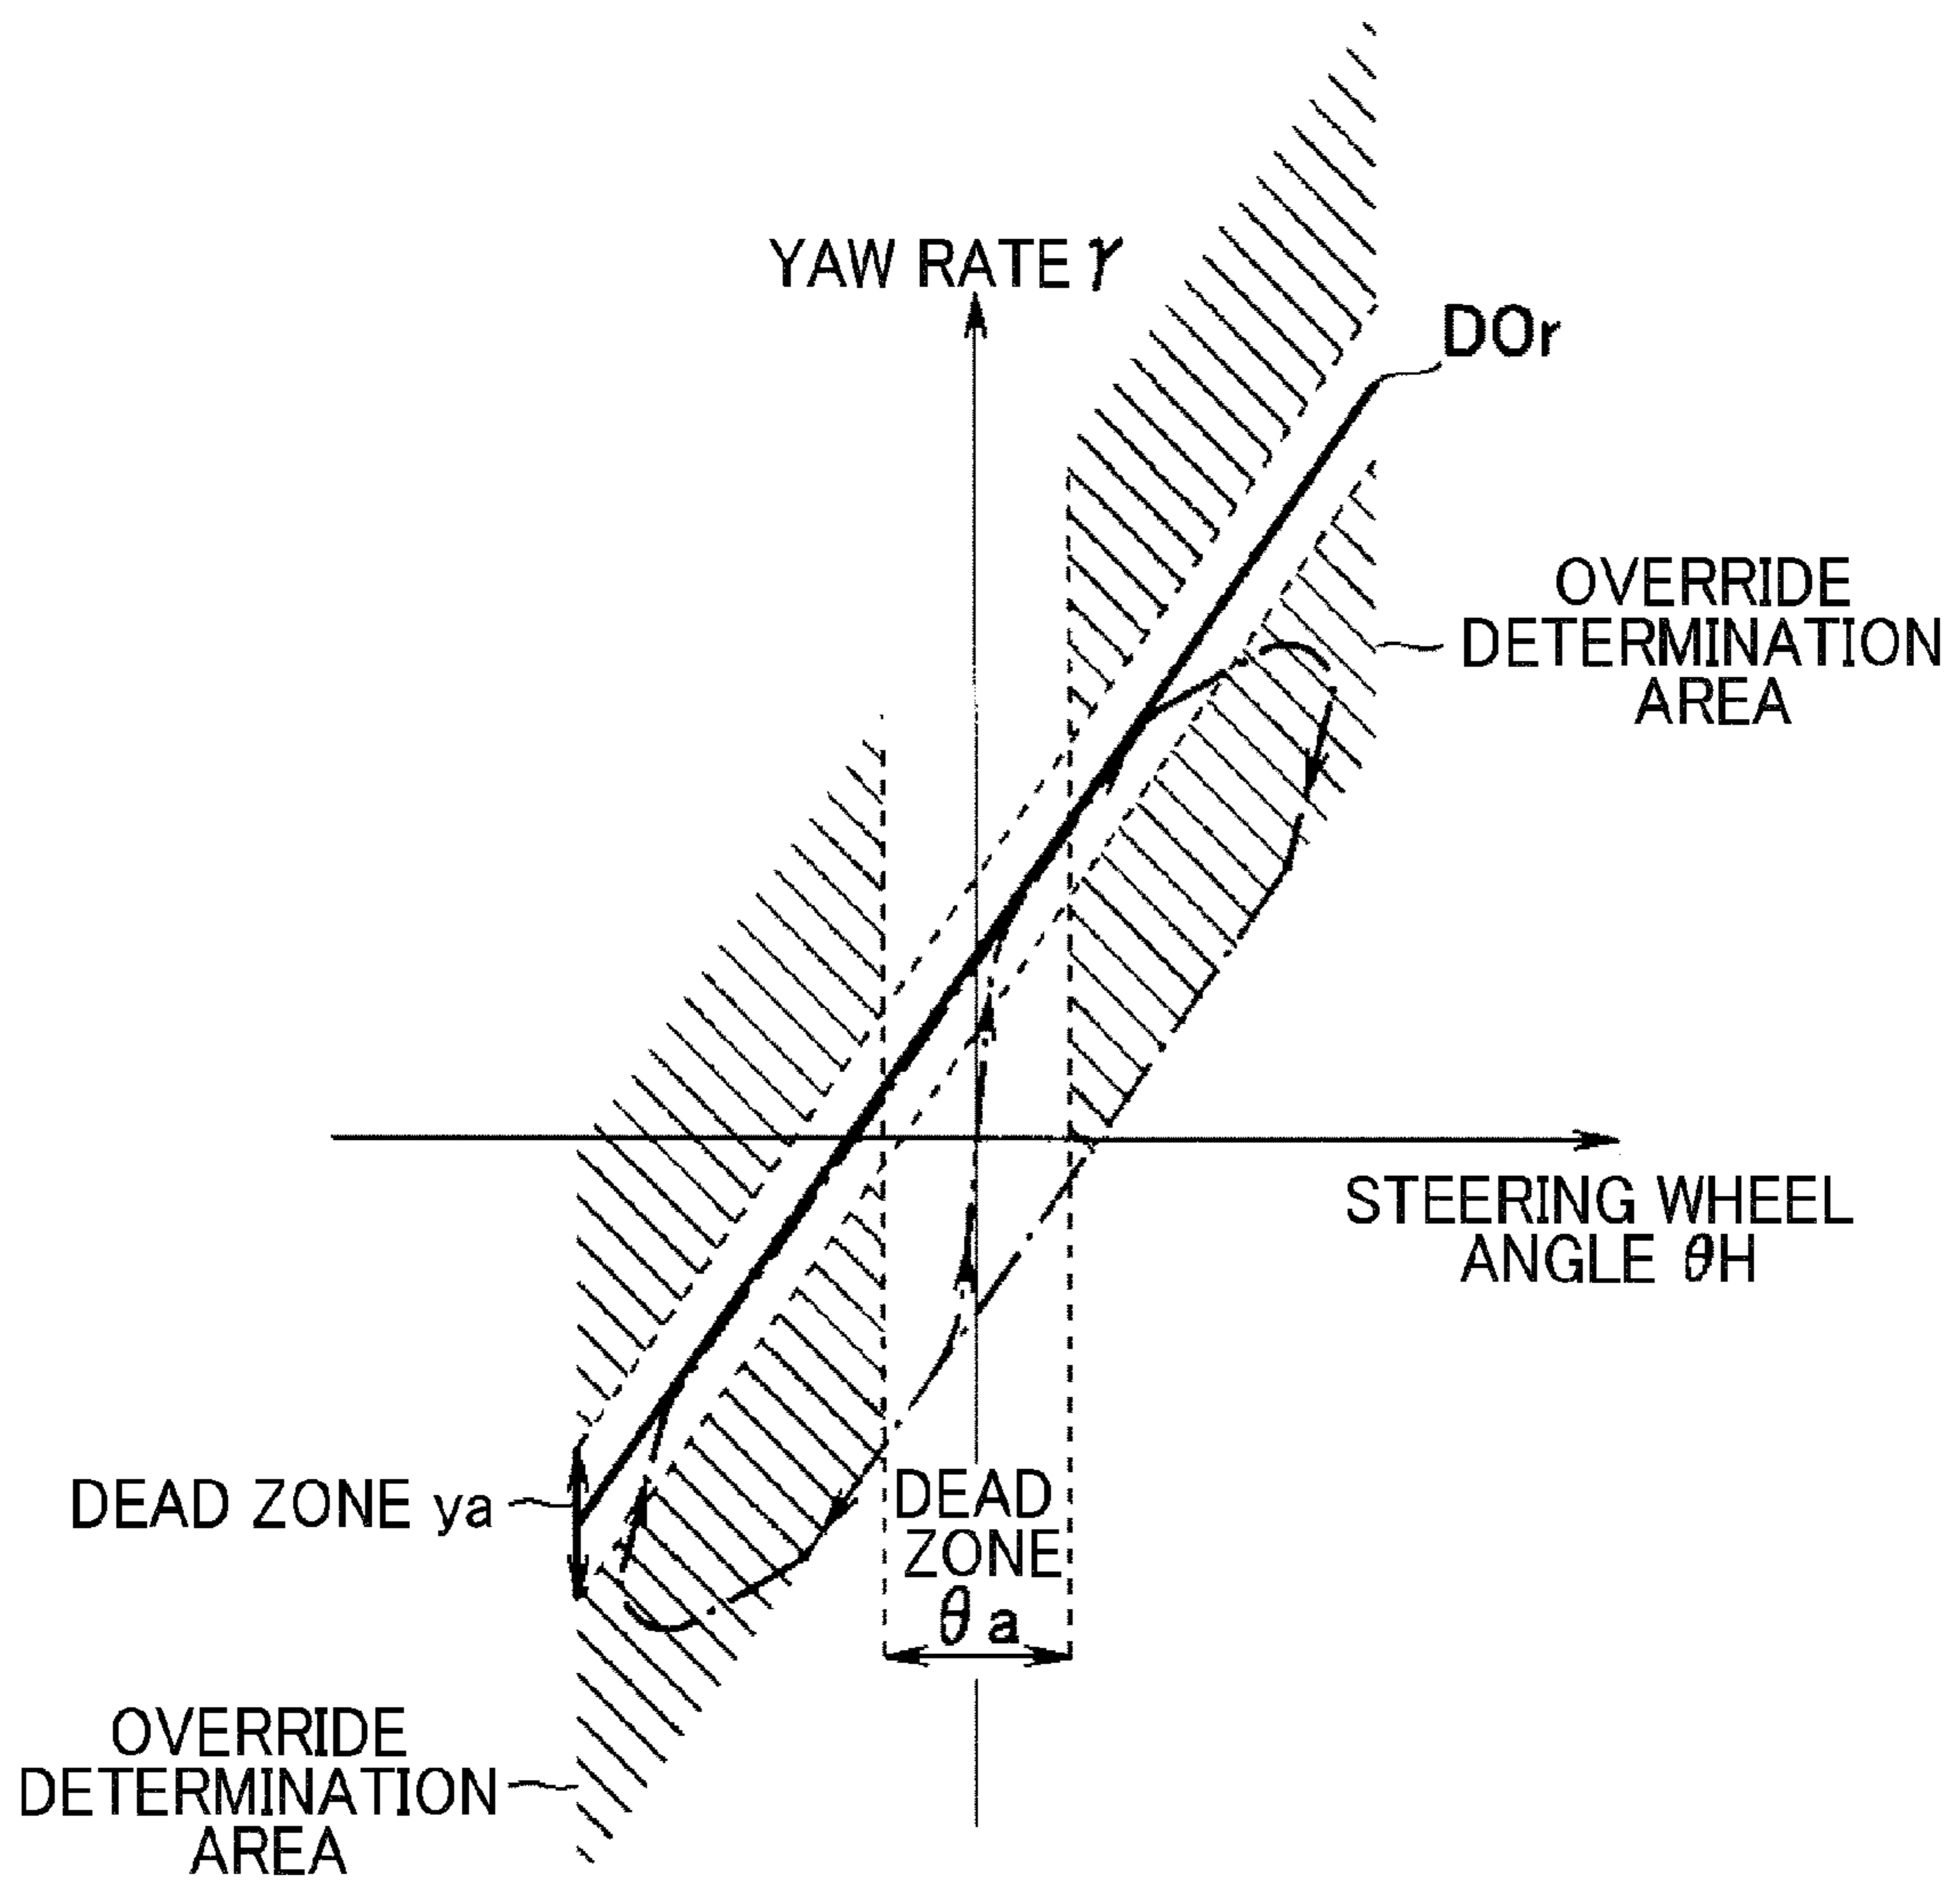 YAW RATE γ
DOr
OVERRIDE
DETERMINATION
AREA
STEERING WHEEL
ANGLE θH
DEAD ZONE ya
DEAD
ZONE
θa
OVERRIDE
DETERMINATION
AREA